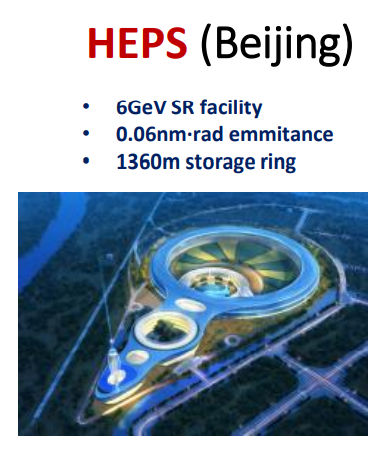 HEPS (Beijing)
• 6GeV SR facility
• 0.06nm·rad emmitance
• 1360m storage ring